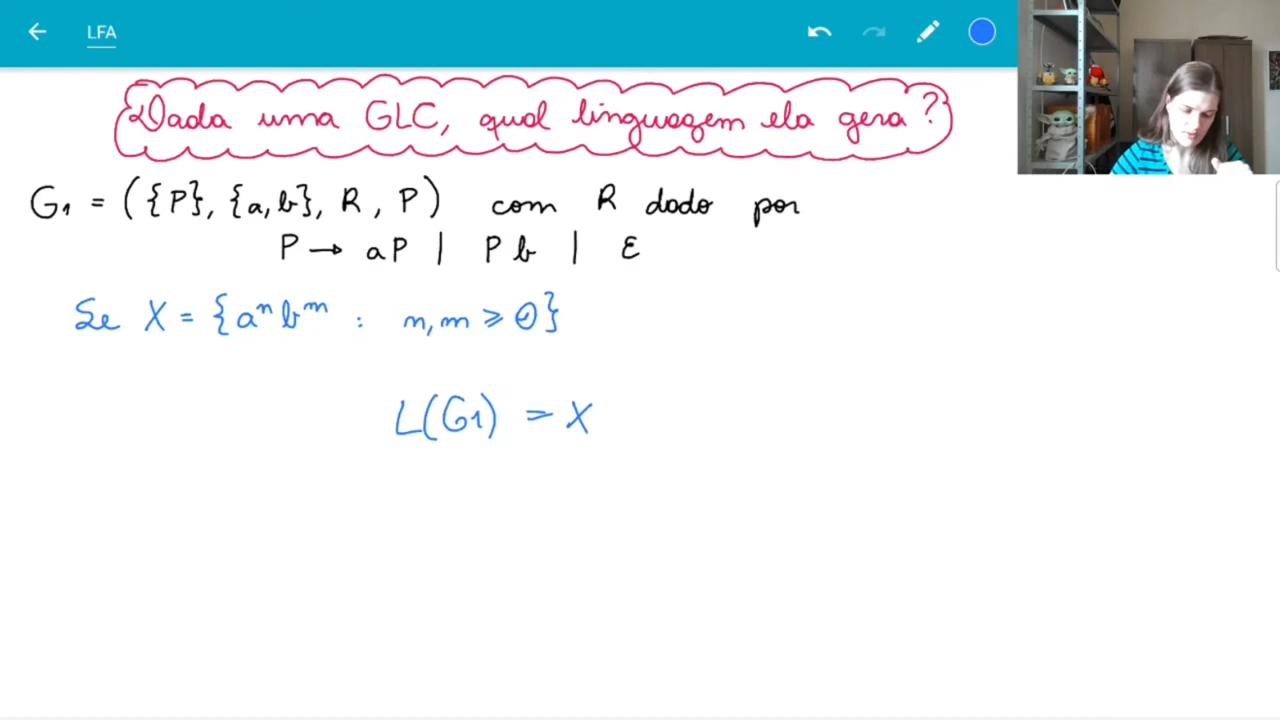 LFA
Dada uma GLC, qual linguagem ela gera?
G1 = ({P}, {a, b}, R, P) com R dado por
P → aP | Pb | ε
Se X = {aⁿbᵐ : n, m ≥ 0}
L(G1) = X